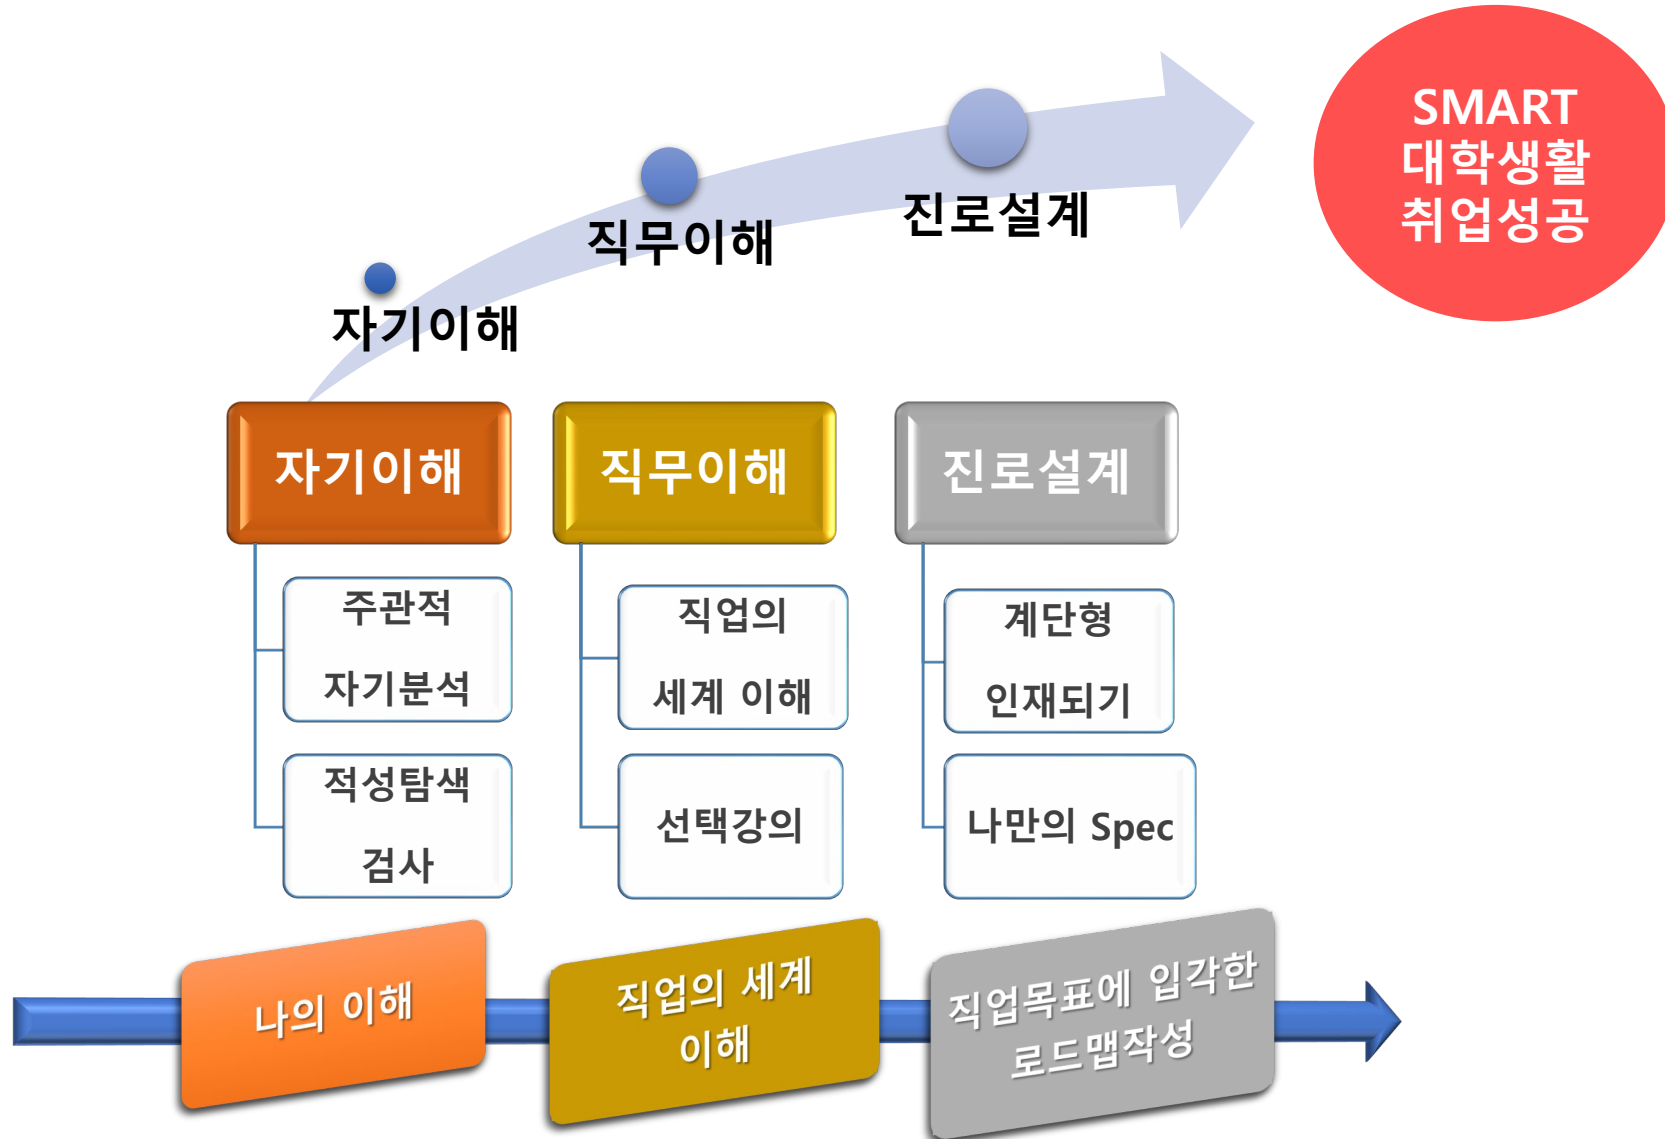 SMART
대학생활
취업성공
진로설계
직무이해
자기이해
자기이해
직무이해
진로설계
주관적
자기분석
직업의
세계 이해
계단형
인재되기
적성탐색
검사
선택강의
나만의 Spec
나의 이해
직업의 세계
이해
직업목표에 입각한
로드맵작성